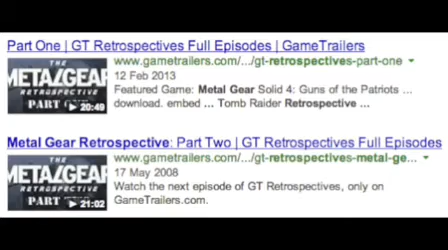 Part One | GT Retrospectives Full Episodes | GameTrailers
THE
METAL GEAR
RETROSPECTIVE
PART ONE
20:49
www.gametrailers.com/.../gt-retrospectives-part-one
12 Feb 2013
Featured Game: Metal Gear Solid 4: Guns of the Patriots ...
download. embed ... Tomb Raider Retrospective ...
Metal Gear Retrospective: Part Two | GT Retrospectives Full Episodes
THE
METAL GEAR
RETROSPECTIVE
PART
21:02
www.gametrailers.com/.../gt-retrospectives-metal-ge...
17 May 2008
Watch the next episode of GT Retrospectives, only on
GameTrailers.com.